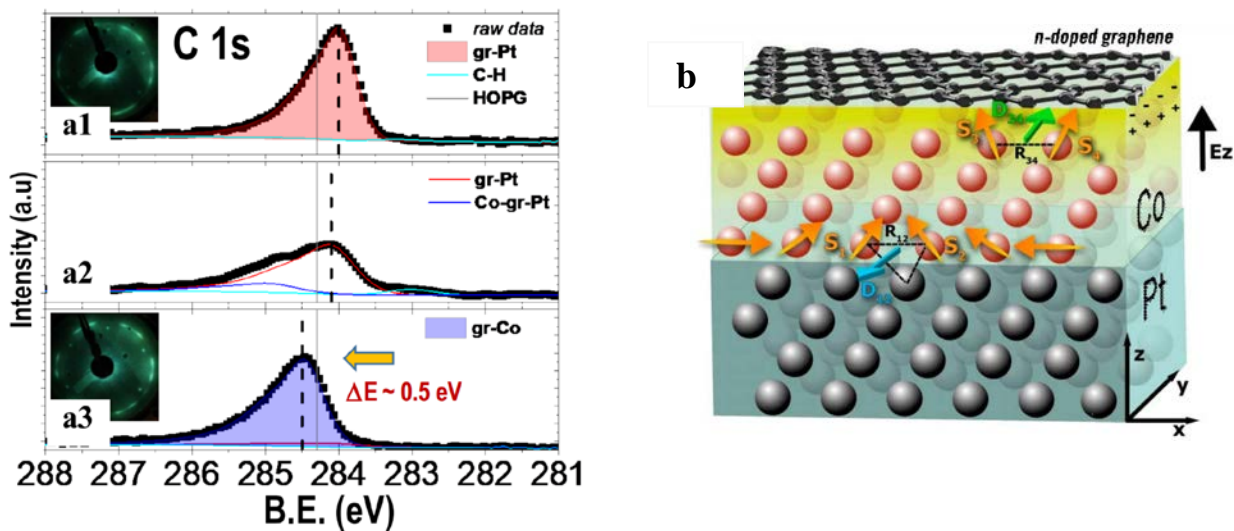 C 1s
raw data
gr-Pt
C-H
HOPG
a1
gr-Pt
Co-gr-Pt
a2
gr-Co
ΔE ~ 0.5 eV
a3
Intensity (a.u)
288 287 286 285 284 283 282 281
B.E. (eV)
b
n-doped graphene
- - - -
+ + + +
Ez
S₃
S₄
R₃₄
Co
S₁
R₁₂
S₂
Pt
z
y
x